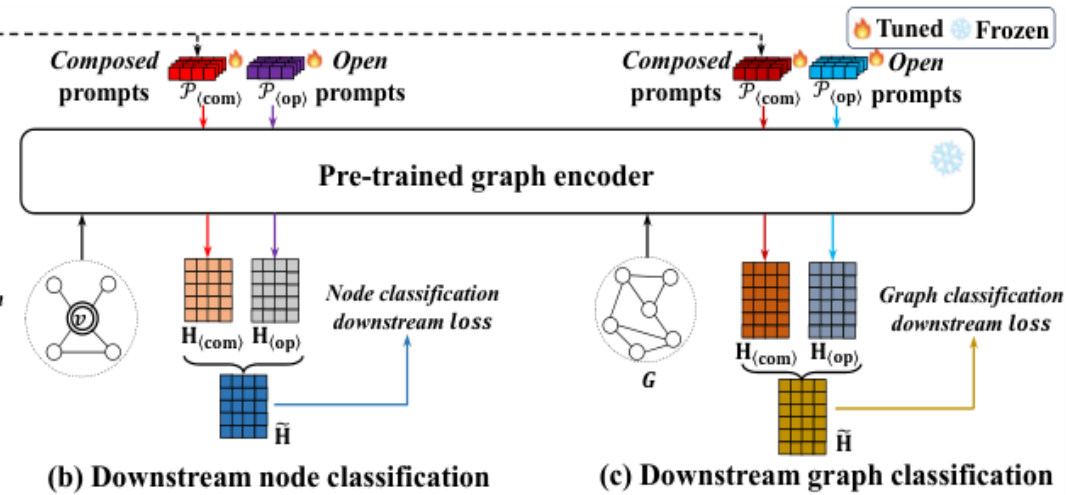 Tuned Frozen
Composed
prompts
𝒫⟨com⟩
𝒫⟨op⟩
Open
prompts
Composed
prompts
𝒫⟨com⟩
𝒫⟨op⟩
Open
prompts
Pre-trained graph encoder
v
H⟨com⟩ H⟨op⟩
H̃
Node classification
downstream loss
G
H⟨com⟩ H⟨op⟩
H̃
Graph classification
downstream loss
(b) Downstream node classification
(c) Downstream graph classification